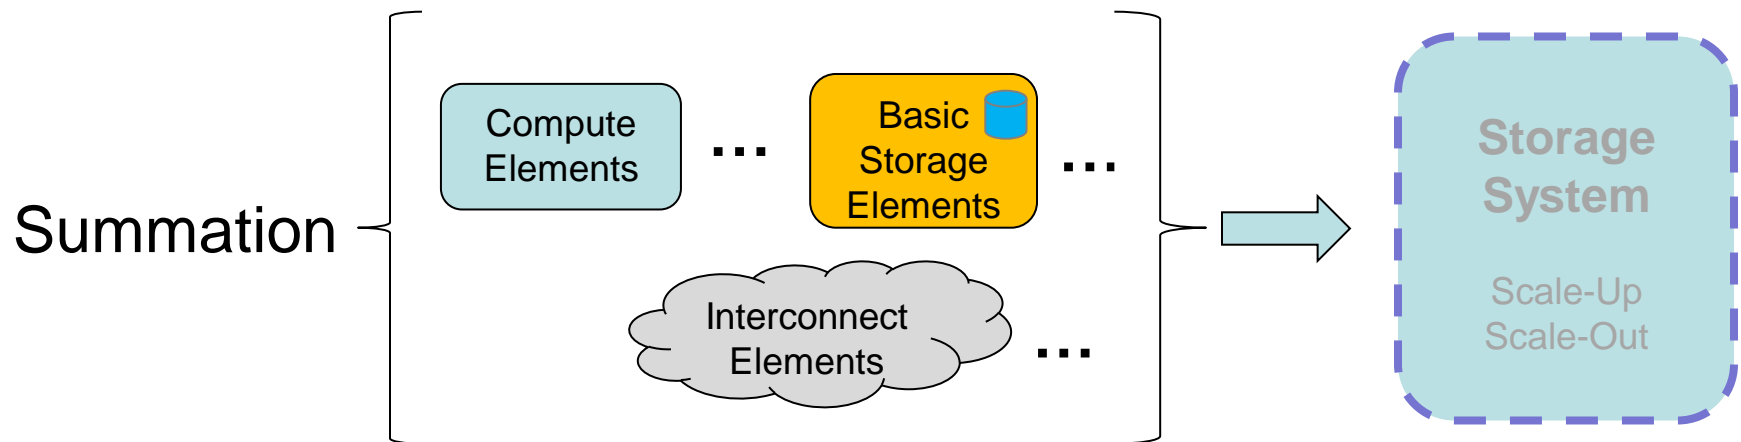 Summation
Compute
Elements
...
Basic
Storage
Elements
...
Interconnect
Elements
...
Storage
System
Scale-Up
Scale-Out